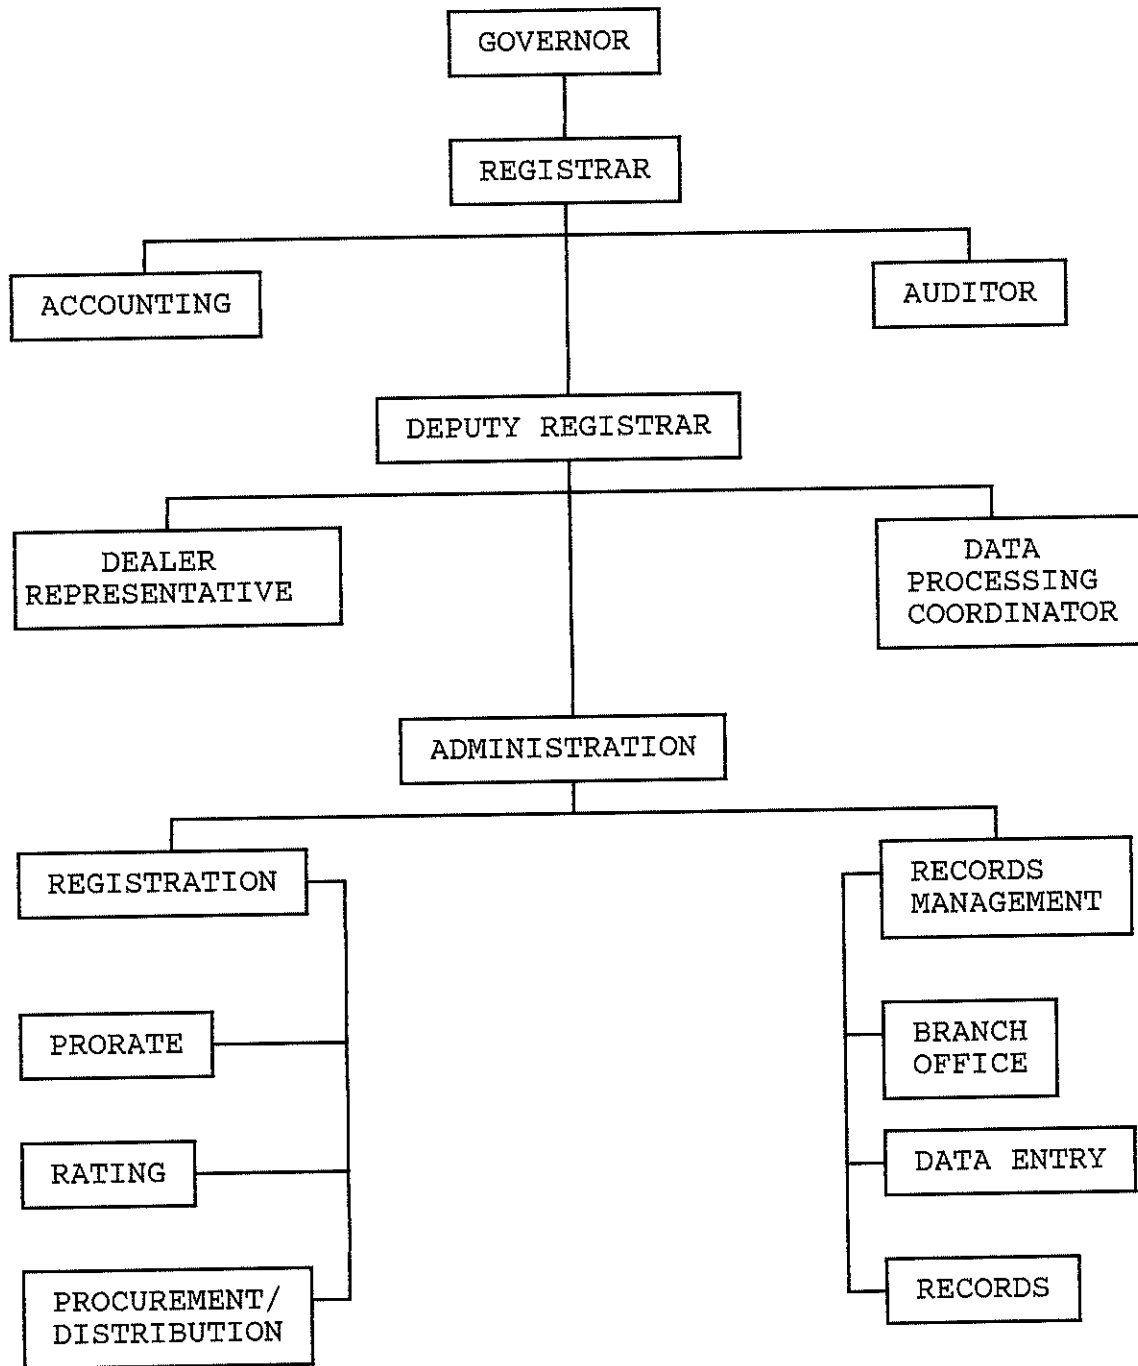 GOVERNOR
REGISTRAR
ACCOUNTING
AUDITOR
DEPUTY REGISTRAR
DEALER
REPRESENTATIVE
DATA
PROCESSING
COORDINATOR
ADMINISTRATION
REGISTRATION
RECORDS
MANAGEMENT
PRORATE
BRANCH
OFFICE
RATING
DATA ENTRY
PROCUREMENT/
DISTRIBUTION
RECORDS